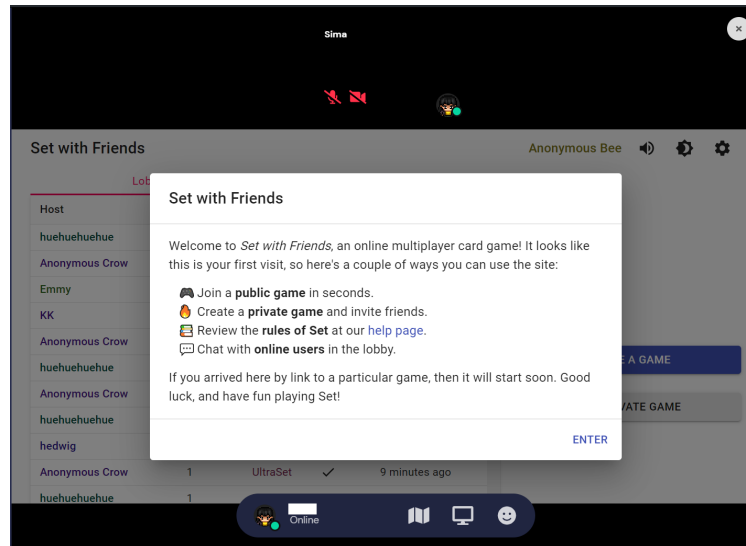 Sima
Set with Friends
Anonymous Bee
Host
huehuehuehue
Anonymous Crow
Emmy
KK
Anonymous Crow
huehuehuehue
Anonymous Crow
huehuehuehue
hedwig
Anonymous Crow 1 UltraSet ✓ 9 minutes ago
huehuehuehue 1
Set with Friends
Welcome to Set with Friends, an online multiplayer card game! It looks like
this is your first visit, so here's a couple of ways you can use the site:
🎮 Join a public game in seconds.
🔥 Create a private game and invite friends.
📚 Review the rules of Set at our help page.
💬 Chat with online users in the lobby.
If you arrived here by link to a particular game, then it will start soon. Good
luck, and have fun playing Set!
ENTER
A GAME
GAME
Online